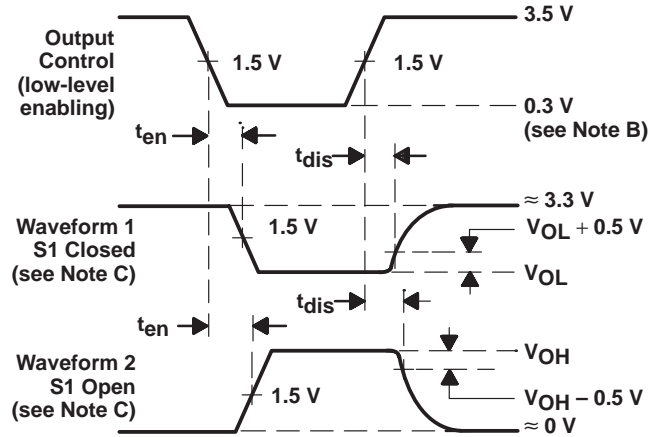 3.5 V
Output
Control
(low-level
enabling)
1.5 V
1.5 V
0.3 V
(see Note B)
ten
tdis
≈ 3.3 V
Waveform 1
S1 Closed
(see Note C)
1.5 V
VOL + 0.5 V
VOL
tdis
ten
Waveform 2
S1 Open
(see Note C)
1.5 V
VOH
VOH – 0.5 V
≈ 0 V